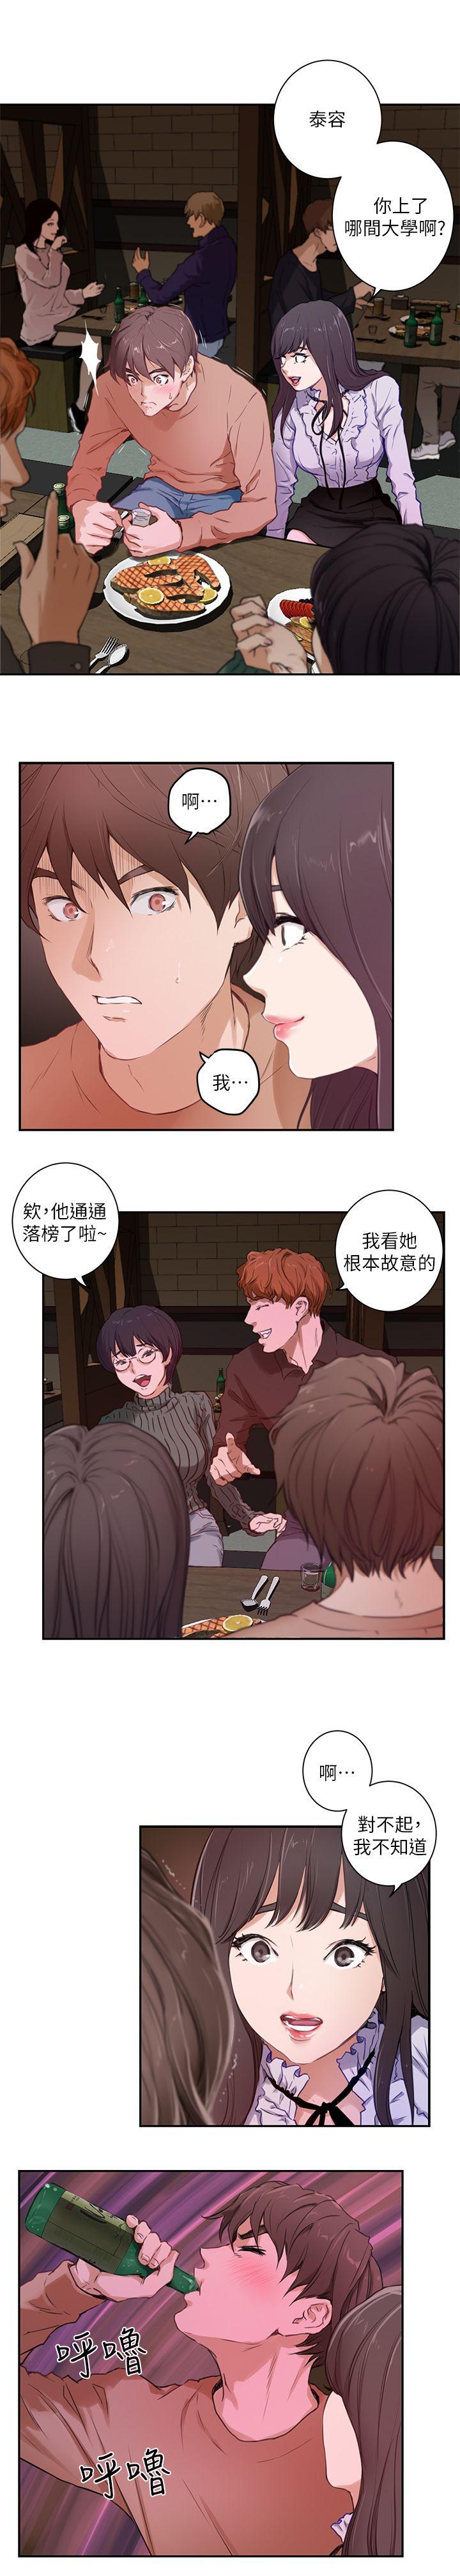 泰容
你上了
哪間大學啊?
啊…
我…
欸，他通通
落榜了啦~
我看她
根本故意的
啊…
對不起，
我不知道
呼嚕
呼嚕